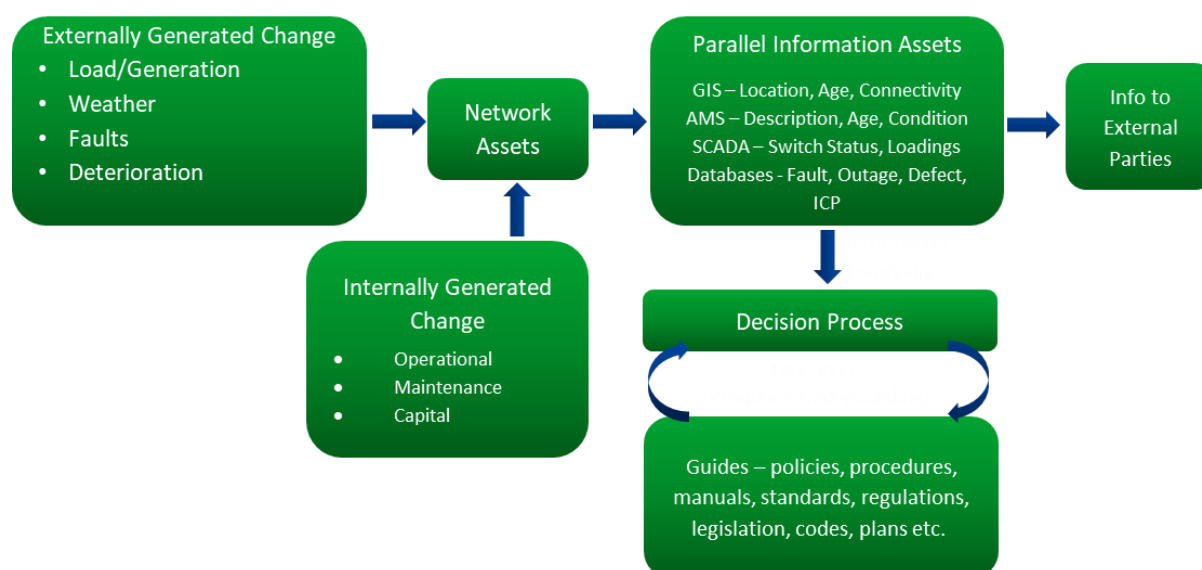 Externally Generated Change
• Load/Generation
• Weather
• Faults
• Deterioration
Network
Assets
Parallel Information Assets
GIS – Location, Age, Connectivity
AMS – Description, Age, Condition
SCADA – Switch Status, Loadings
Databases - Fault, Outage, Defect,
ICP
Info to
External
Parties
Internally Generated
Change
• Operational
• Maintenance
• Capital
Decision Process
Guides – policies, procedures,
manuals, standards, regulations,
legislation, codes, plans etc.